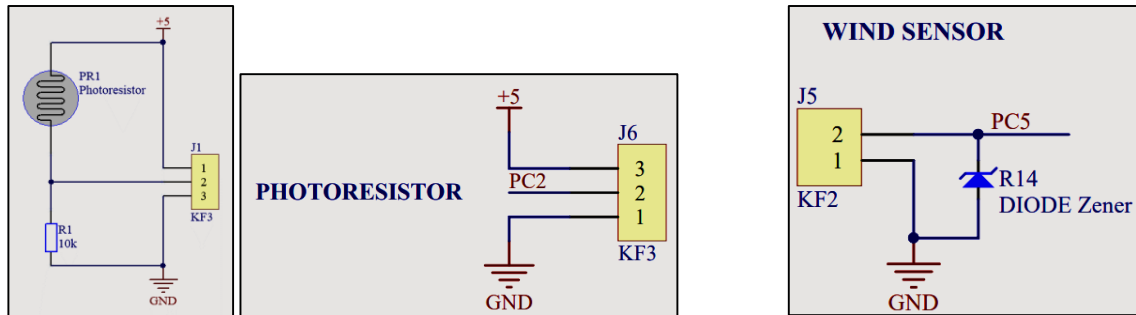 +5
PR1
Photoresistor
J1
1
2
3
KF3
R1
10k
GND
PHOTORESISTOR
+5
J6
3
PC2
2
1
KF3
GND
WIND SENSOR
J5
2
PC5
1
R14
KF2
DIODE Zener
GND